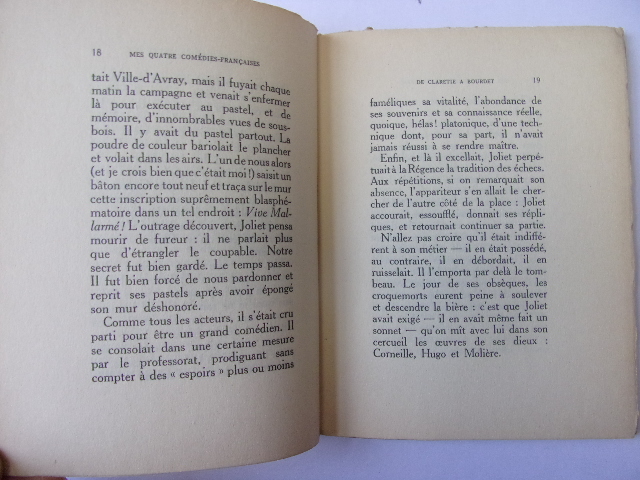 18 MES QUATRE COMÉDIES-FRANÇAISES
tait Ville-d'Avray, mais il fuyait chaque
matin la campagne et venait s'enfermer
là pour exécuter au pastel, et de
mémoire, d'innombrables vues de sous-
bois. Il y avait du pastel partout. La
poudre de couleur bariolait le plancher
et volait dans les airs. L'un de nous alors
(et je crois bien que c'était moi!) saisit un
bâton encore tout neuf et traça sur le mur
cette inscription suprêmement blasphé-
matoire dans un tel endroit : Vive Mal-
larmé! L'outrage découvert, Joliet pensa
mourir de fureur : il ne parlait plus
que d'étrangler le coupable. Notre
secret fut bien gardé. Le temps passa.
Il fut bien forcé de nous pardonner et
reprit ses pastels après avoir épongé
son mur déshonoré.
Comme tous les acteurs, il s'était cru
parti pour être un grand comédien. Il
se consolait dans une certaine mesure
par le professorat, prodiguant sans
compter à des « espoirs » plus ou moins
DE CLARETIE A BOURDET 19
faméliques sa vitalité, l'abondance de
ses souvenirs et sa connaissance réelle,
quoique, hélas! platonique, d'une tech-
nique dont, pour sa part, il n'avait
jamais réussi à se rendre maître.
Enfin, et là il excellait, Joliet perpé-
tuait à la Régence la tradition des échecs.
Aux répétitions, si on remarquait son
absence, l'appariteur s'en allait le cher-
cher de l'autre côté de la place : Joliet
accourait, essoufflé, donnait ses répli-
ques, et retournait continuer sa partie.
N'allez pas croire qu'il était indiffé-
rent à son métier — il en était possédé,
au contraire, il en débordait, il en
ruisselait. Il l'emporta par delà le tom-
beau. Le jour de ses obsèques, les
croquemorts eurent peine à soulever
et descendre la bière : c'est que Joliet
avait exigé — il en avait même fait un
sonnet — qu'on mît avec lui dans son
cercueil les œuvres de ses dieux :
Corneille, Hugo et Molière.